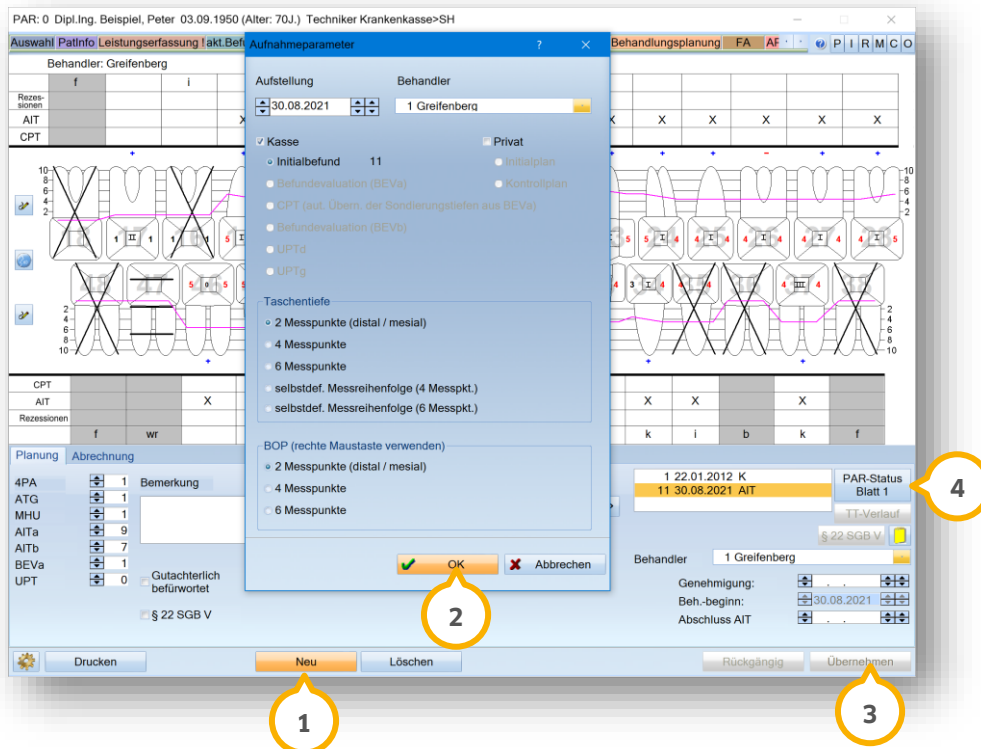 PAR: 0 Dipl.Ing. Beispiel, Peter 03.09.1950 (Alter: 70J.) Techniker Krankenkasse>SH
Auswahl PatInfo Leistungserfassung ! akt.Bef
Behandlungsplanung FA P I R M C O
Behandler: Greifenberg
f i
Rezes-
sionen
AIT X X X X X X X
CPT
Aufnahmeparameter ? ×
Aufstellung Behandler
30.08.2021 1 Greifenberg
Kasse Privat
Initialbefund 11 Initialplan
Befundevaluation (BEVa) Kontrollplan
CPT (aut. Übern. der Sondierungstiefen aus BEVa)
Befundevaluation (BEVb)
UPTd
UPTg
Taschentiefe
2 Messpunkte (distal / mesial)
4 Messpunkte
6 Messpunkte
selbstdef. Messreihenfolge (4 Messpkt.)
selbstdef. Messreihenfolge (6 Messpkt.)
BOP (rechte Maustaste verwenden)
2 Messpunkte (distal / mesial)
4 Messpunkte
6 Messpunkte
OK Abbrechen
CPT
AIT X X X X
Rezessionen
f wr k i b k f
Planung Abrechnung
4PA 1 Bemerkung
ATG 1
MHU 1
AITa 9
AITb 7
BEVa 1
UPT 0 Gutachterlich
befürwortet
§ 22 SGB V
1 22.01.2012 K
11 30.08.2021 AIT
PAR-Status
Blatt 1
TT-Verlauf
§ 22 SGB V
Behandler 1 Greifenberg
Genehmigung: . .
Beh.-beginn: 30.08.2021
Abschluss AIT . .
Drucken Neu Löschen Rückgängig Übernehmen
1
2
3
4